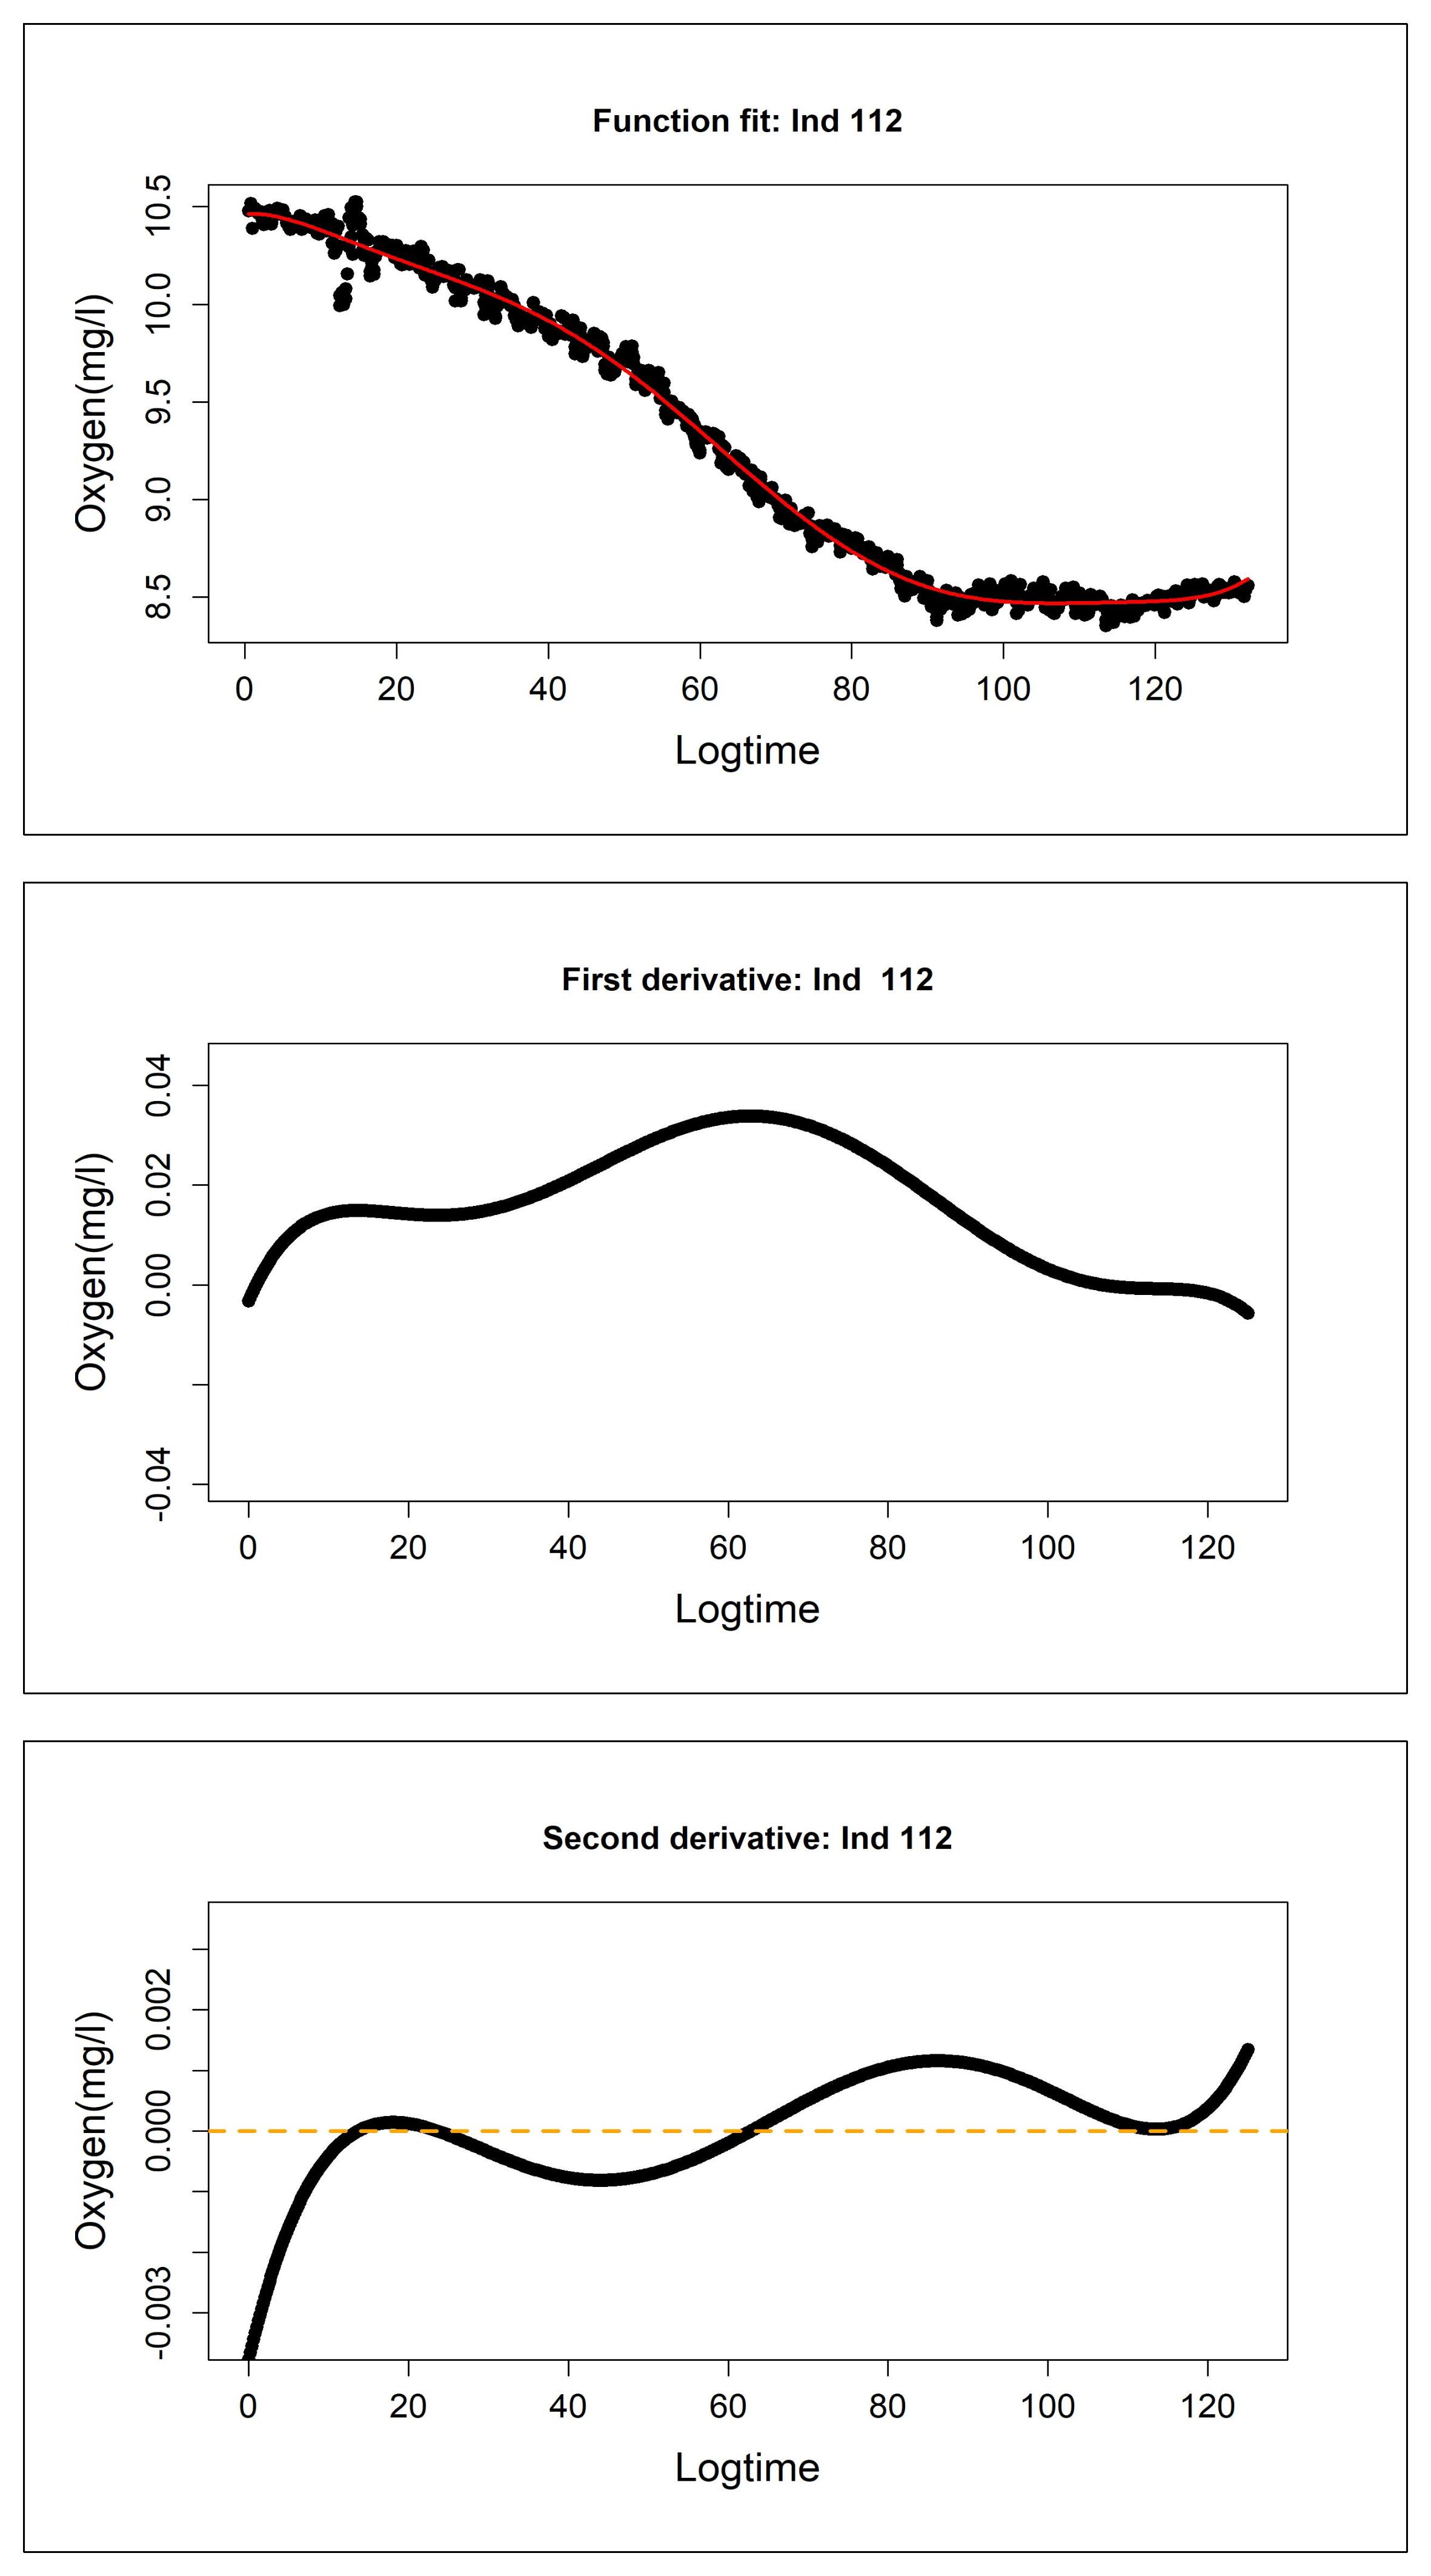 Function fit: Ind 112
Oxygen(mg/l)
10.5
10.0
9.5
9.0
8.5
0 20 40 60 80 100 120
Logtime
First derivative: Ind  112
Oxygen(mg/l)
0.04
0.02
0.00
-0.04
0 20 40 60 80 100 120
Logtime
Second derivative: Ind 112
Oxygen(mg/l)
0.002
0.000
-0.003
0 20 40 60 80 100 120
Logtime